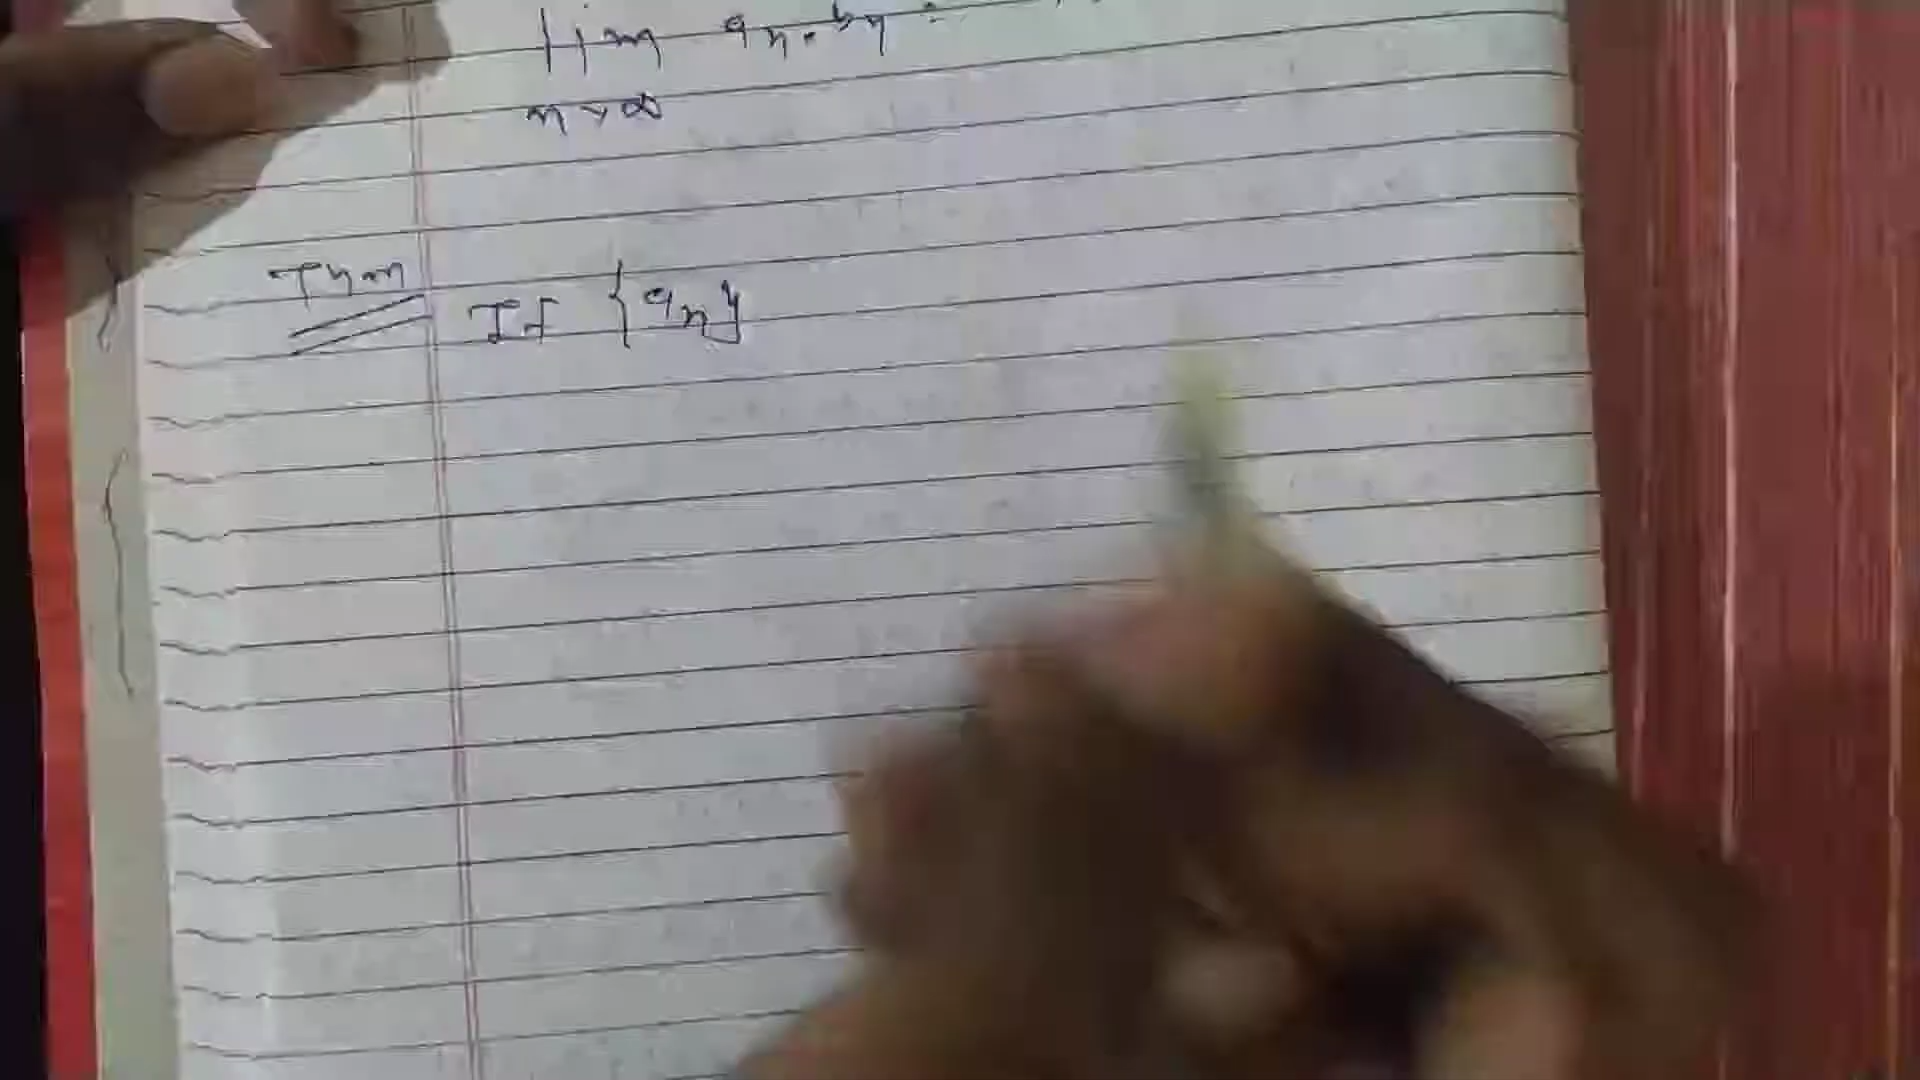 lim an.bn =
n→∞
Thm
If {an}